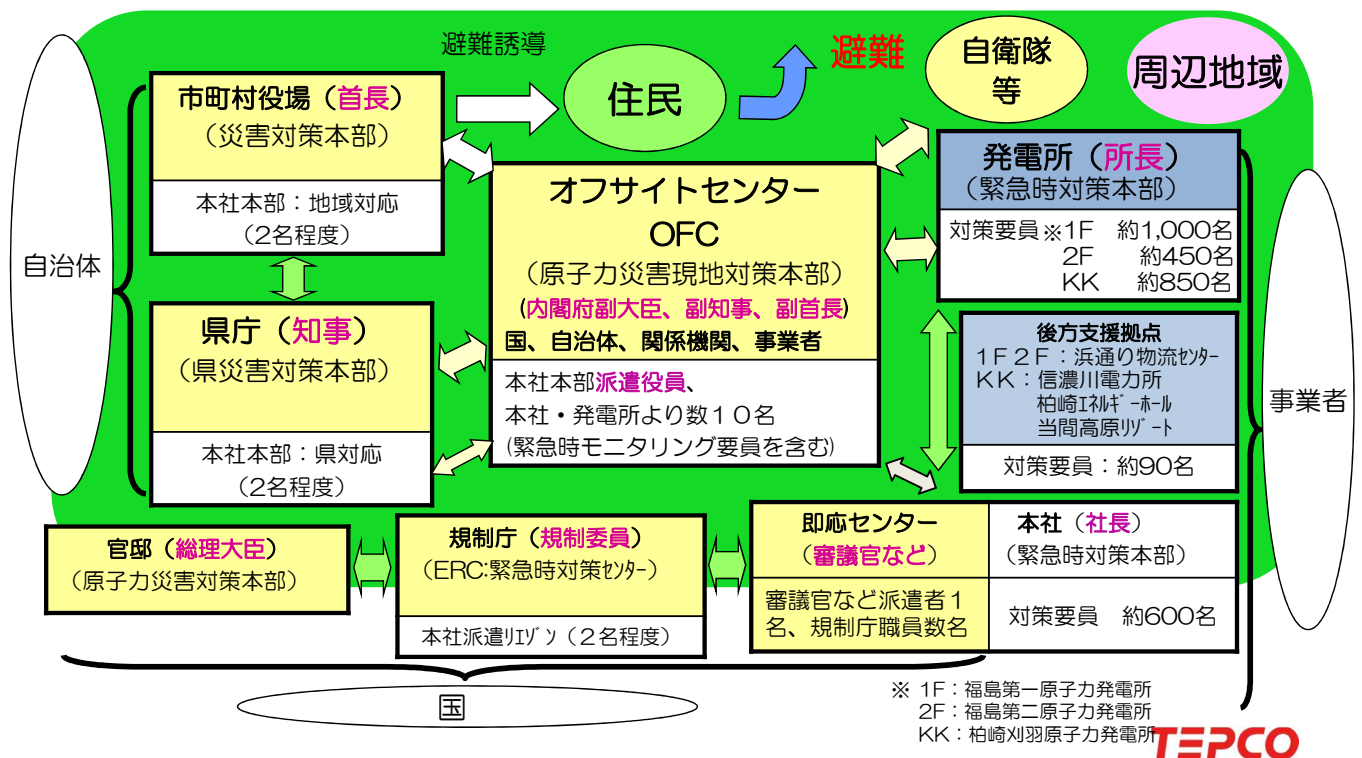 避難誘導
住民
避難
自衛隊
等
周辺地域
自治体
市町村役場（首長）
（災害対策本部）
本社本部：地域対応
（2名程度）
県庁（知事）
（県災害対策本部）
本社本部：県対応
（2名程度）
オフサイトセンター
OFC
（原子力災害現地対策本部）
(内閣府副大臣、副知事、副首長)
国、自治体、関係機関、事業者
本社本部派遣役員、
本社・発電所より数１０名
(緊急時モニタリング要員を含む)
発電所（所長）
（緊急時対策本部）
対策要員※1F　約1,000名
2F　約450名
KK　約850名
後方支援拠点
１Ｆ２Ｆ：浜通り物流ｾﾝﾀｰ
ＫＫ：信濃川電力所
柏崎ｴﾈﾙｷﾞｰﾎｰﾙ
当間高原ﾘｿﾞｰﾄ
対策要員：約90名
事業者
官邸（総理大臣）
（原子力災害対策本部）
規制庁（規制委員）
（ERC:緊急時対策ｾﾝﾀｰ）
本社派遣ﾘｴｿﾞﾝ（２名程度）
即応センター
（審議官など）
審議官など派遣者１
名、規制庁職員数名
本社（社長）
（緊急時対策本部）
対策要員　約600名
国
※ 1F：福島第一原子力発電所
2F：福島第二原子力発電所
KK：柏崎刈羽原子力発電所
TEPCO